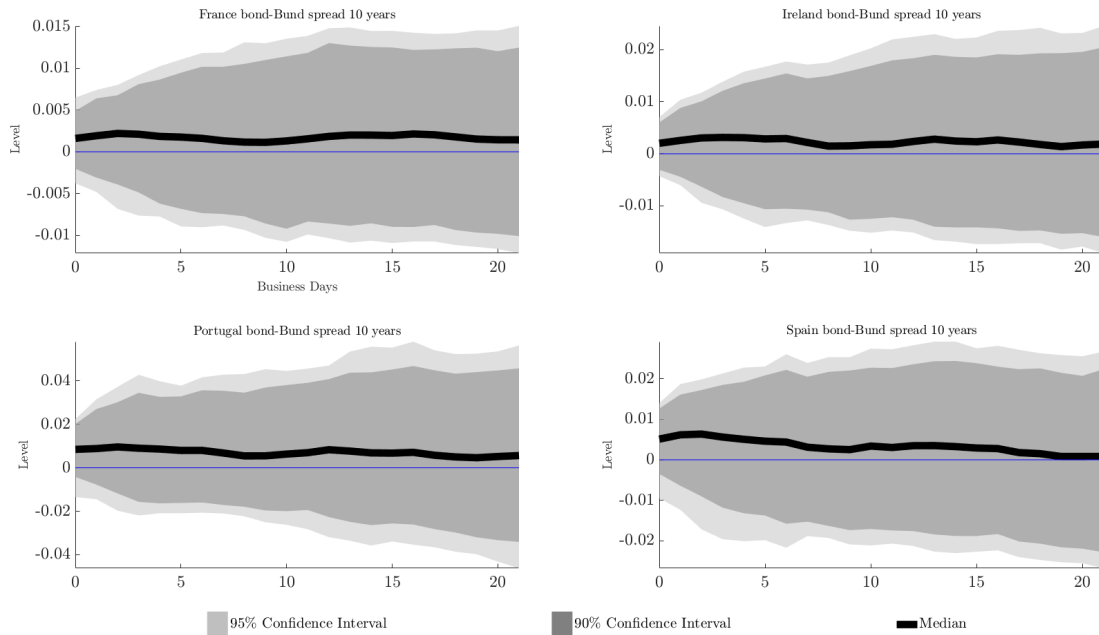 France bond-Bund spread 10 years
0.015
0.01
0.005
0
-0.005
-0.01
Level
0 5 10 15 20
Business Days
Ireland bond-Bund spread 10 years
0.02
0.01
0
-0.01
Level
0 5 10 15 20
Portugal bond-Bund spread 10 years
0.04
0.02
0
-0.02
-0.04
Level
0 5 10 15 20
Spain bond-Bund spread 10 years
0.02
0.01
0
-0.01
-0.02
Level
0 5 10 15 20
95% Confidence Interval 90% Confidence Interval Median